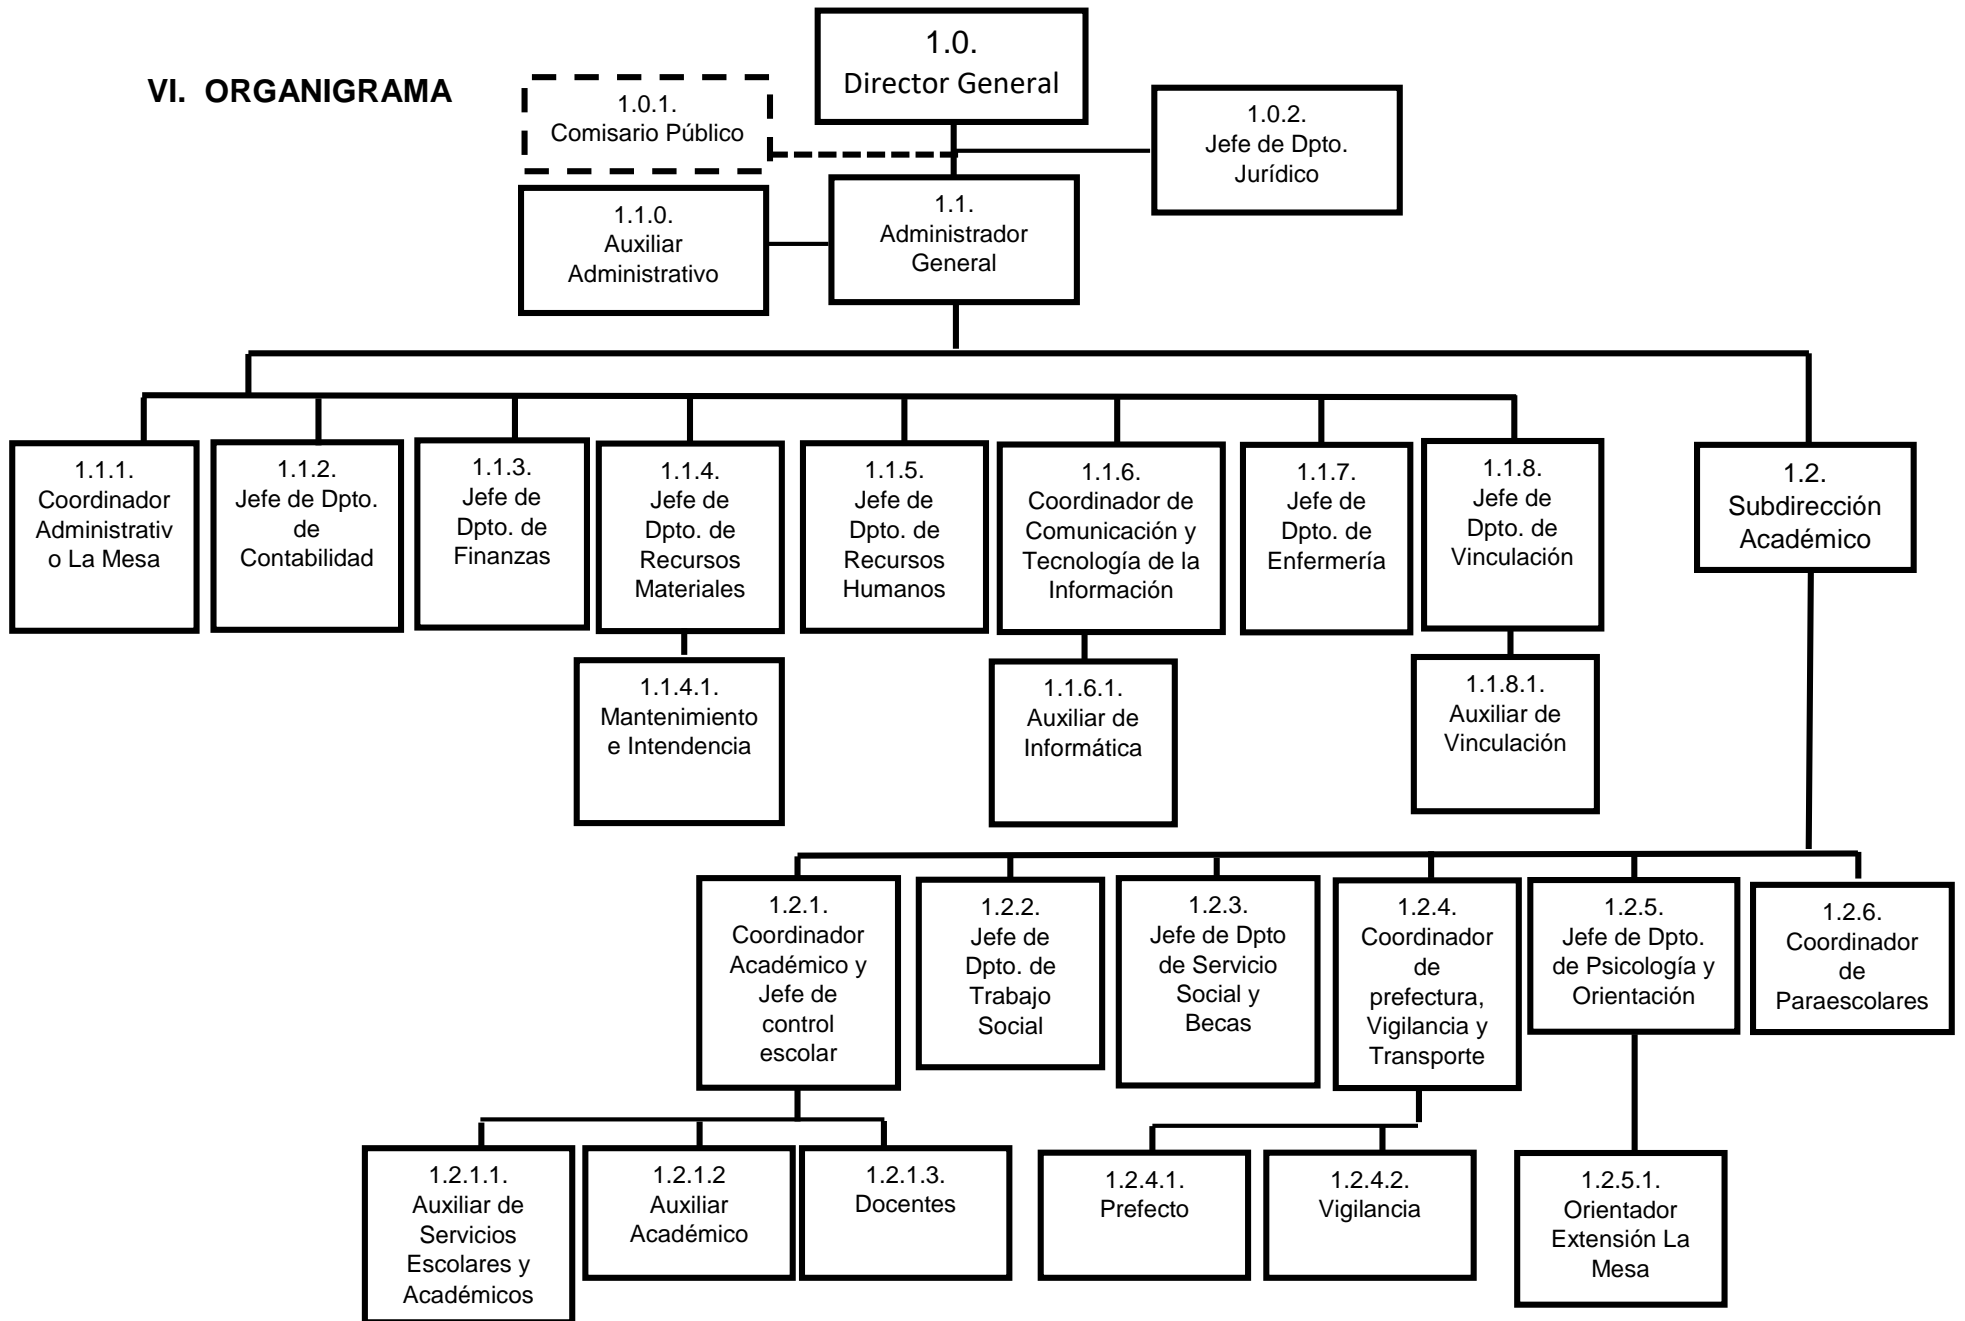 VI. ORGANIGRAMA
1.0.
Director General
1.0.1.
Comisario Público
1.0.2.
Jefe de Dpto.
Jurídico
1.1.0.
Auxiliar
Administrativo
1.1.
Administrador
General
1.1.1.
Coordinador
Administrativ
o La Mesa
1.1.2.
Jefe de Dpto.
de
Contabilidad
1.1.3.
Jefe de
Dpto. de
Finanzas
1.1.4.
Jefe de
Dpto. de
Recursos
Materiales
1.1.5.
Jefe de
Dpto. de
Recursos
Humanos
1.1.6.
Coordinador de
Comunicación y
Tecnología de la
Información
1.1.7.
Jefe de
Dpto. de
Enfermería
1.1.8.
Jefe de
Dpto. de
Vinculación
1.2.
Subdirección
Académico
1.1.4.1.
Mantenimiento
e Intendencia
1.1.6.1.
Auxiliar de
Informática
1.1.8.1.
Auxiliar de
Vinculación
1.2.1.
Coordinador
Académico y
Jefe de
control
escolar
1.2.2.
Jefe de
Dpto. de
Trabajo
Social
1.2.3.
Jefe de Dpto
de Servicio
Social y
Becas
1.2.4.
Coordinador
de
prefectura,
Vigilancia y
Transporte
1.2.5.
Jefe de Dpto.
de Psicología y
Orientación
1.2.6.
Coordinador
de
Paraescolares
1.2.1.1.
Auxiliar de
Servicios
Escolares y
Académicos
1.2.1.2
Auxiliar
Académico
1.2.1.3.
Docentes
1.2.4.1.
Prefecto
1.2.4.2.
Vigilancia
1.2.5.1.
Orientador
Extensión La
Mesa